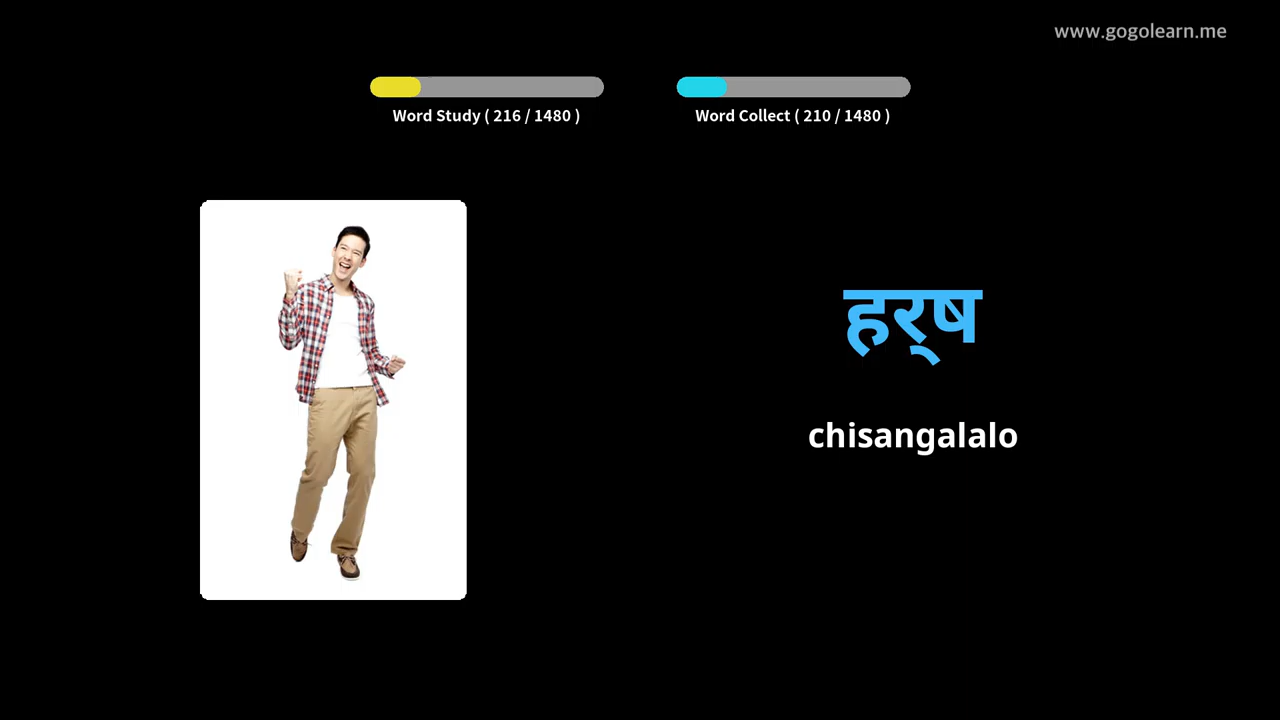 www.gogolearn.me
Word Study ( 216 / 1480 )
Word Collect ( 210 / 1480 )
हर्‌ष
chisangalalo